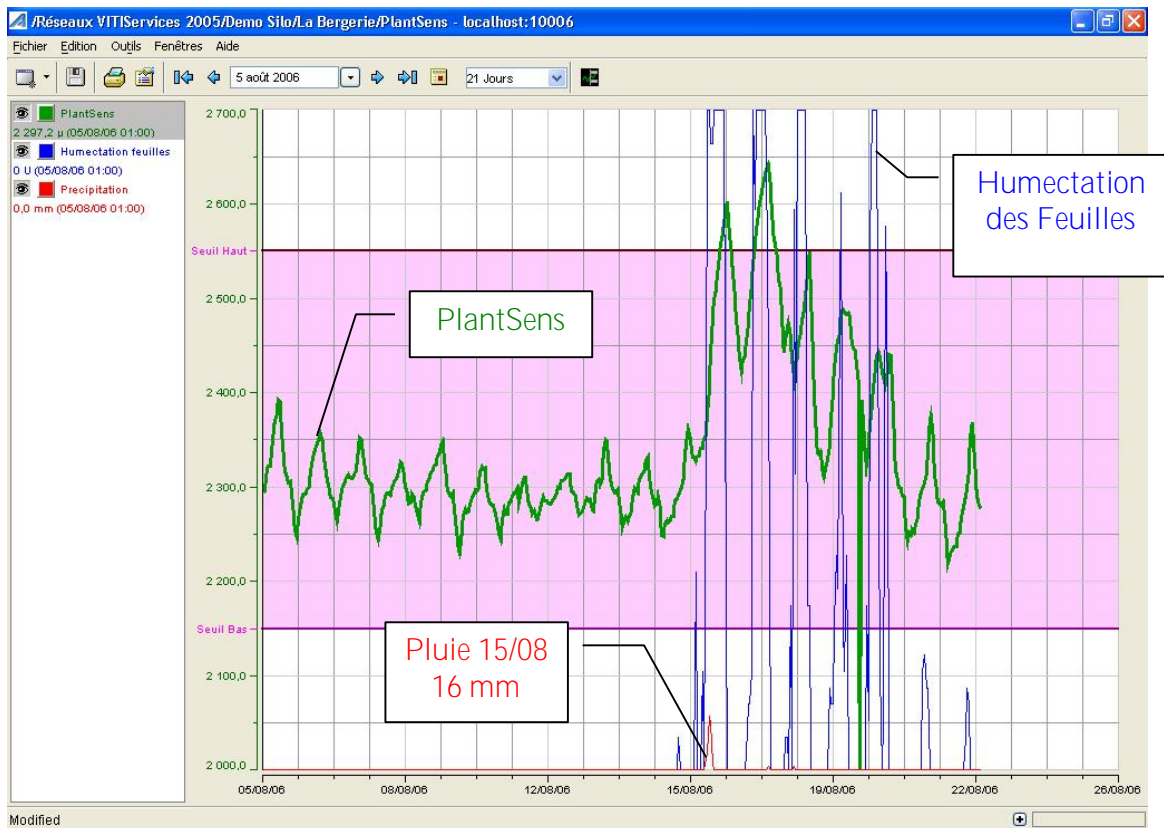 /Réseaux VITIServices 2005/Demo Silo/La Bergerie/PlantSens - localhost:10006
Fichier Edition Outils Fenêtres Aide
5 août 2006 21 Jours
PlantSens
2 297,2 µ (05/08/06 01:00)
Humectation feuilles
0 U (05/08/06 01:00)
Precipitation
0,0 mm (05/08/06 01:00)
2 700,0
2 600,0
Seuil Haut
2 500,0
2 400,0
2 300,0
2 200,0
Seuil Bas
2 100,0
2 000,0
Humectation
des Feuilles
PlantSens
Pluie 15/08
16 mm
05/08/06 08/08/06 12/08/06 15/08/06 19/08/06 22/08/06 26/08/06
Modified